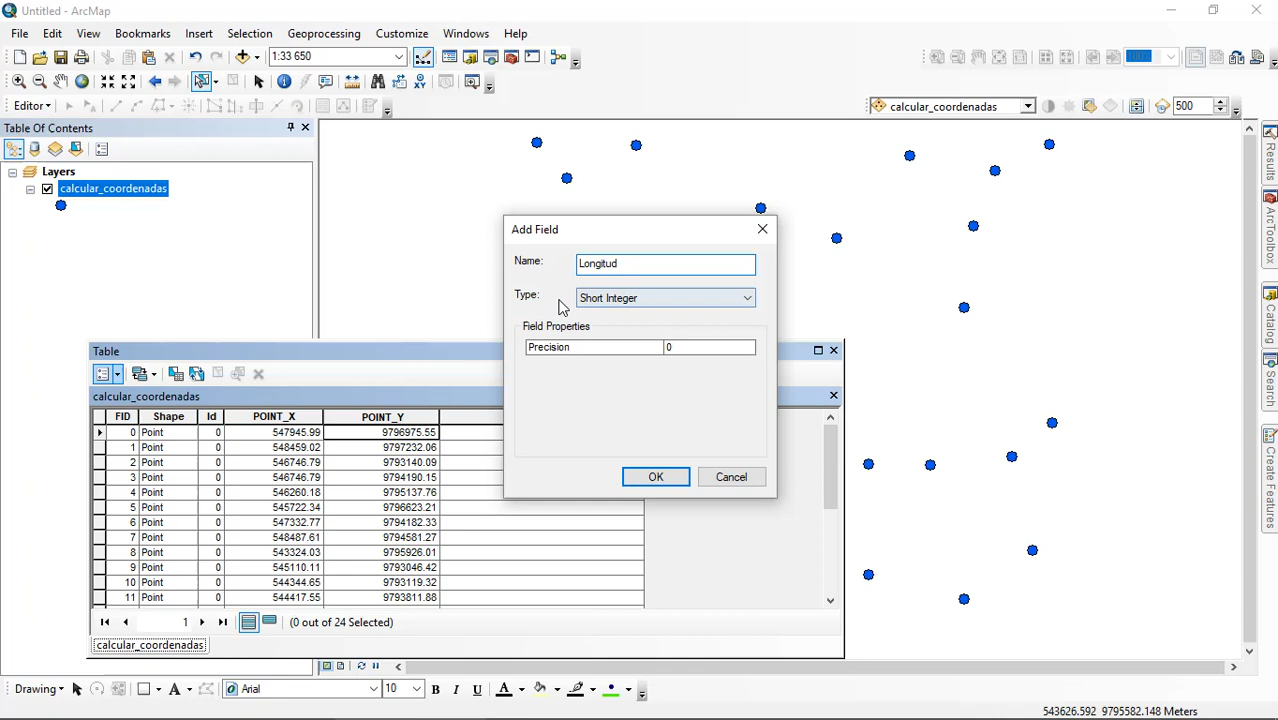 Untitled - ArcMap
File Edit View Bookmarks Insert Selection Geoprocessing Customize Windows Help
1:33 650
100%
Editor
calcular_coordenadas
500
Table Of Contents
Layers
calcular_coordenadas
Add Field
Name:
Longitud
Type:
Short Integer
Field Properties
Precision 0
OK Cancel
Table
calcular_coordenadas
FID Shape Id POINT_X POINT_Y
0 Point 0 547945.99 9796975.55
1 Point 0 548459.02 9797232.06
2 Point 0 546746.79 9793140.09
3 Point 0 546746.79 9794190.15
4 Point 0 546260.18 9795137.76
5 Point 0 545722.34 9796623.21
6 Point 0 547332.77 9794182.33
7 Point 0 548487.61 9794581.27
8 Point 0 543324.03 9795926.01
9 Point 0 545110.11 9793046.42
10 Point 0 544344.65 9793119.32
11 Point 0 544417.55 9793811.88
1 (0 out of 24 Selected)
calcular_coordenadas
Drawing A Arial 10 B I U A
543626.592 9795582.148 Meters
Results
ArcToolbox
Catalog
Search
Create Features